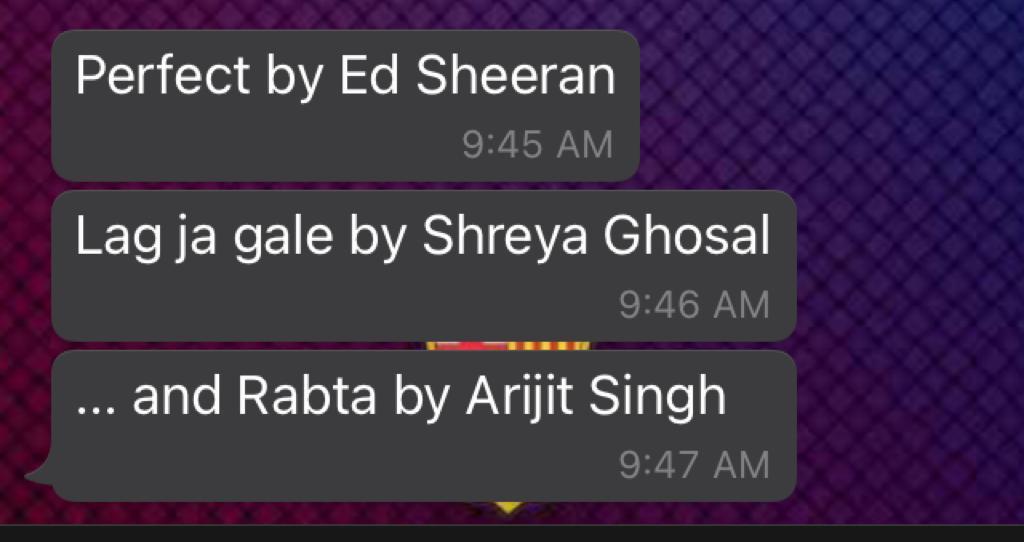 Perfect by Ed Sheeran
9:45 AM
Lag ja gale by Shreya Ghosal
9:46 AM
... and Rabta by Arijit Singh
9:47 AM